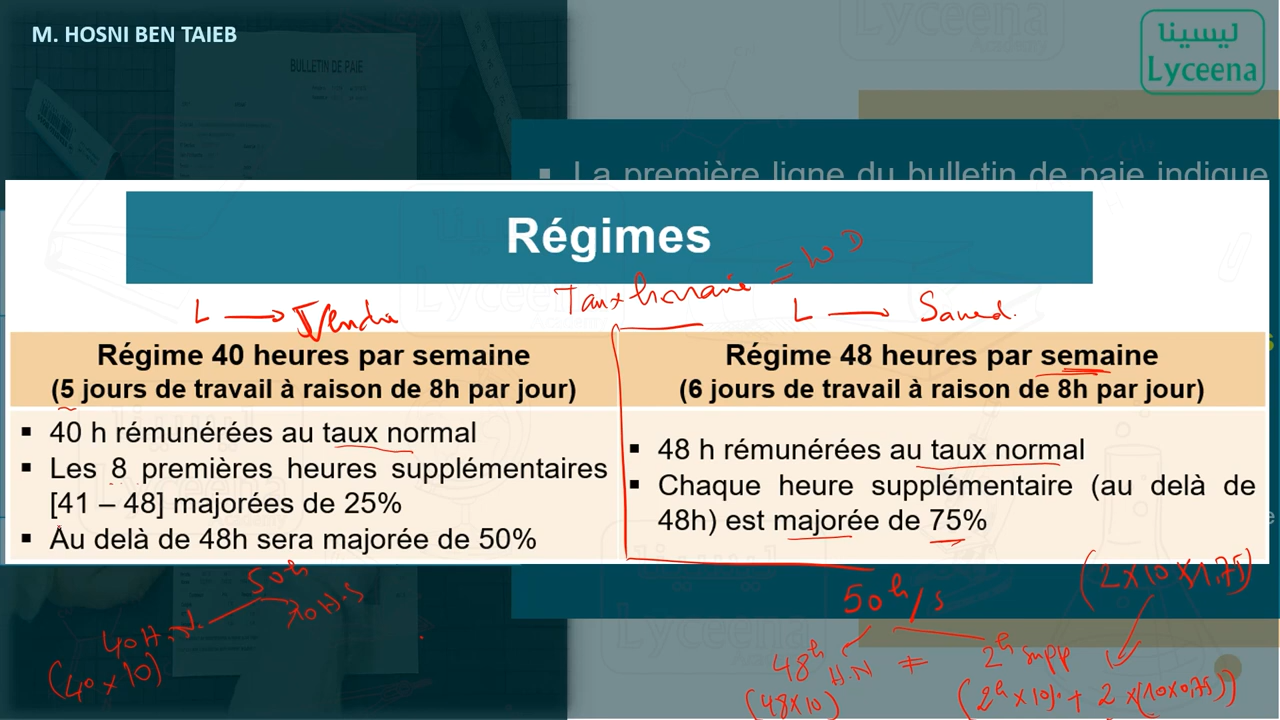 M. HOSNI BEN TAIEB
ليسينا
Lyceena
BULLETIN DE PAIE
▪ La première ligne du bulletin de paie indique
Régimes
Taux horaire = 10 D
L → Vendre
L → Samed.
Régime 40 heures par semaine
(5 jours de travail à raison de 8h par jour)
▪ 40 h rémunérées au taux normal
▪ Les 8 premières heures supplémentaires
[41 – 48] majorées de 25%
▪ Au delà de 48h sera majorée de 50%
Régime 48 heures par semaine
(6 jours de travail à raison de 8h par jour)
▪ 48 h rémunérées au taux normal
▪ Chaque heure supplémentaire (au delà de
48h) est majorée de 75%
50h
40 H.N. 10 H.S
(40 × 10)
50h/s
(2 × 10 × 1,75)
48h H.N ≠ 2h supp
(48×10) (2h × 10 + 2 × (10×0,75))